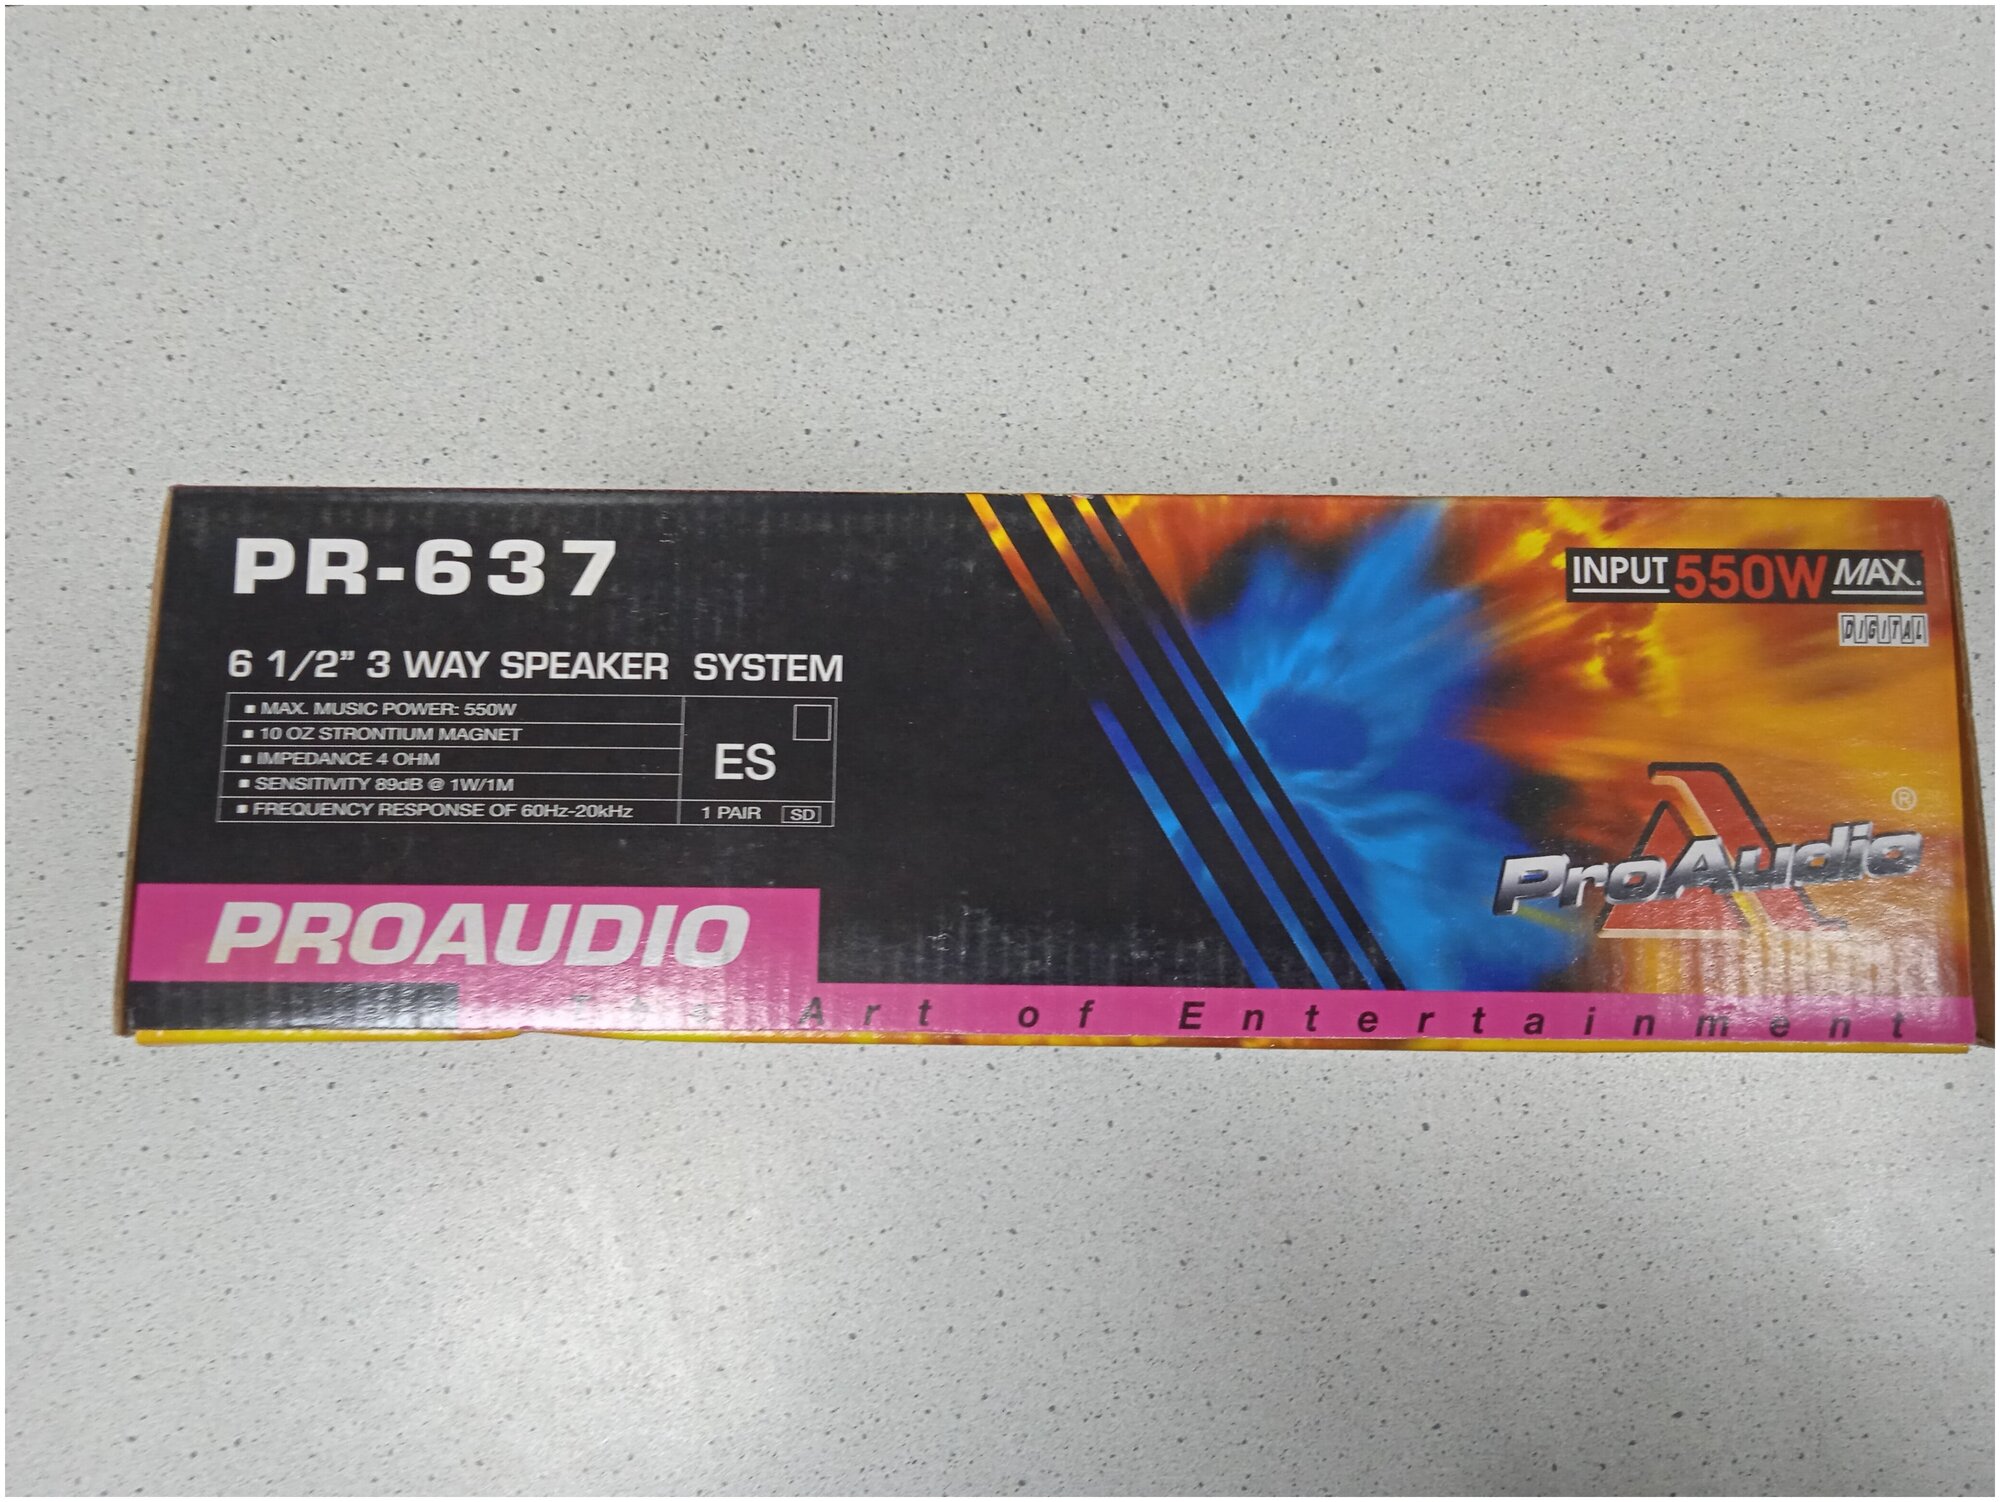 PR-637
INPUT 550W MAX.
DIGITAL
6 1/2" 3 WAY SPEAKER SYSTEM
■ MAX. MUSIC POWER: 550W
■ 10 OZ STRONTIUM MAGNET
■ IMPEDANCE 4 OHM
■ SENSITIVITY 89dB @ 1W/1M
■ FREQUENCY RESPONSE OF 60Hz-20kHz
ES
1 PAIR SD
ProAudio ®
PROAUDIO
The Art of Entertainment